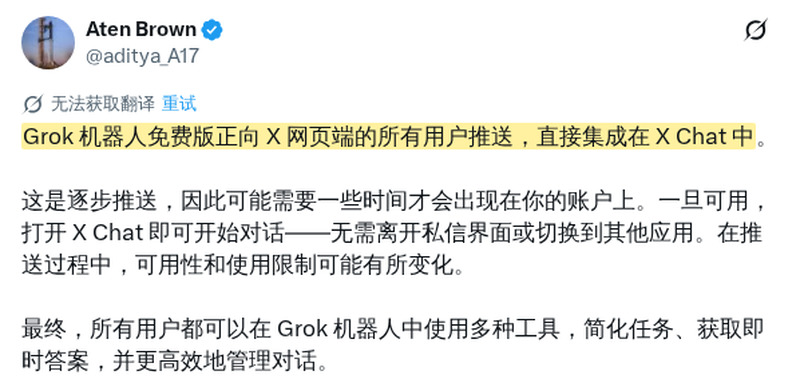 Aten Brown
@aditya_A17
无法获取翻译 重试
Grok 机器人免费版正向 X 网页端的所有用户推送，直接集成在 X Chat 中。
这是逐步推送，因此可能需要一些时间才会出现在你的账户上。一旦可用，
打开 X Chat 即可开始对话——无需离开私信界面或切换到其他应用。在推
送过程中，可用性和使用限制可能有所变化。
最终，所有用户都可以在 Grok 机器人中使用多种工具，简化任务、获取即
时答案，并更高效地管理对话。